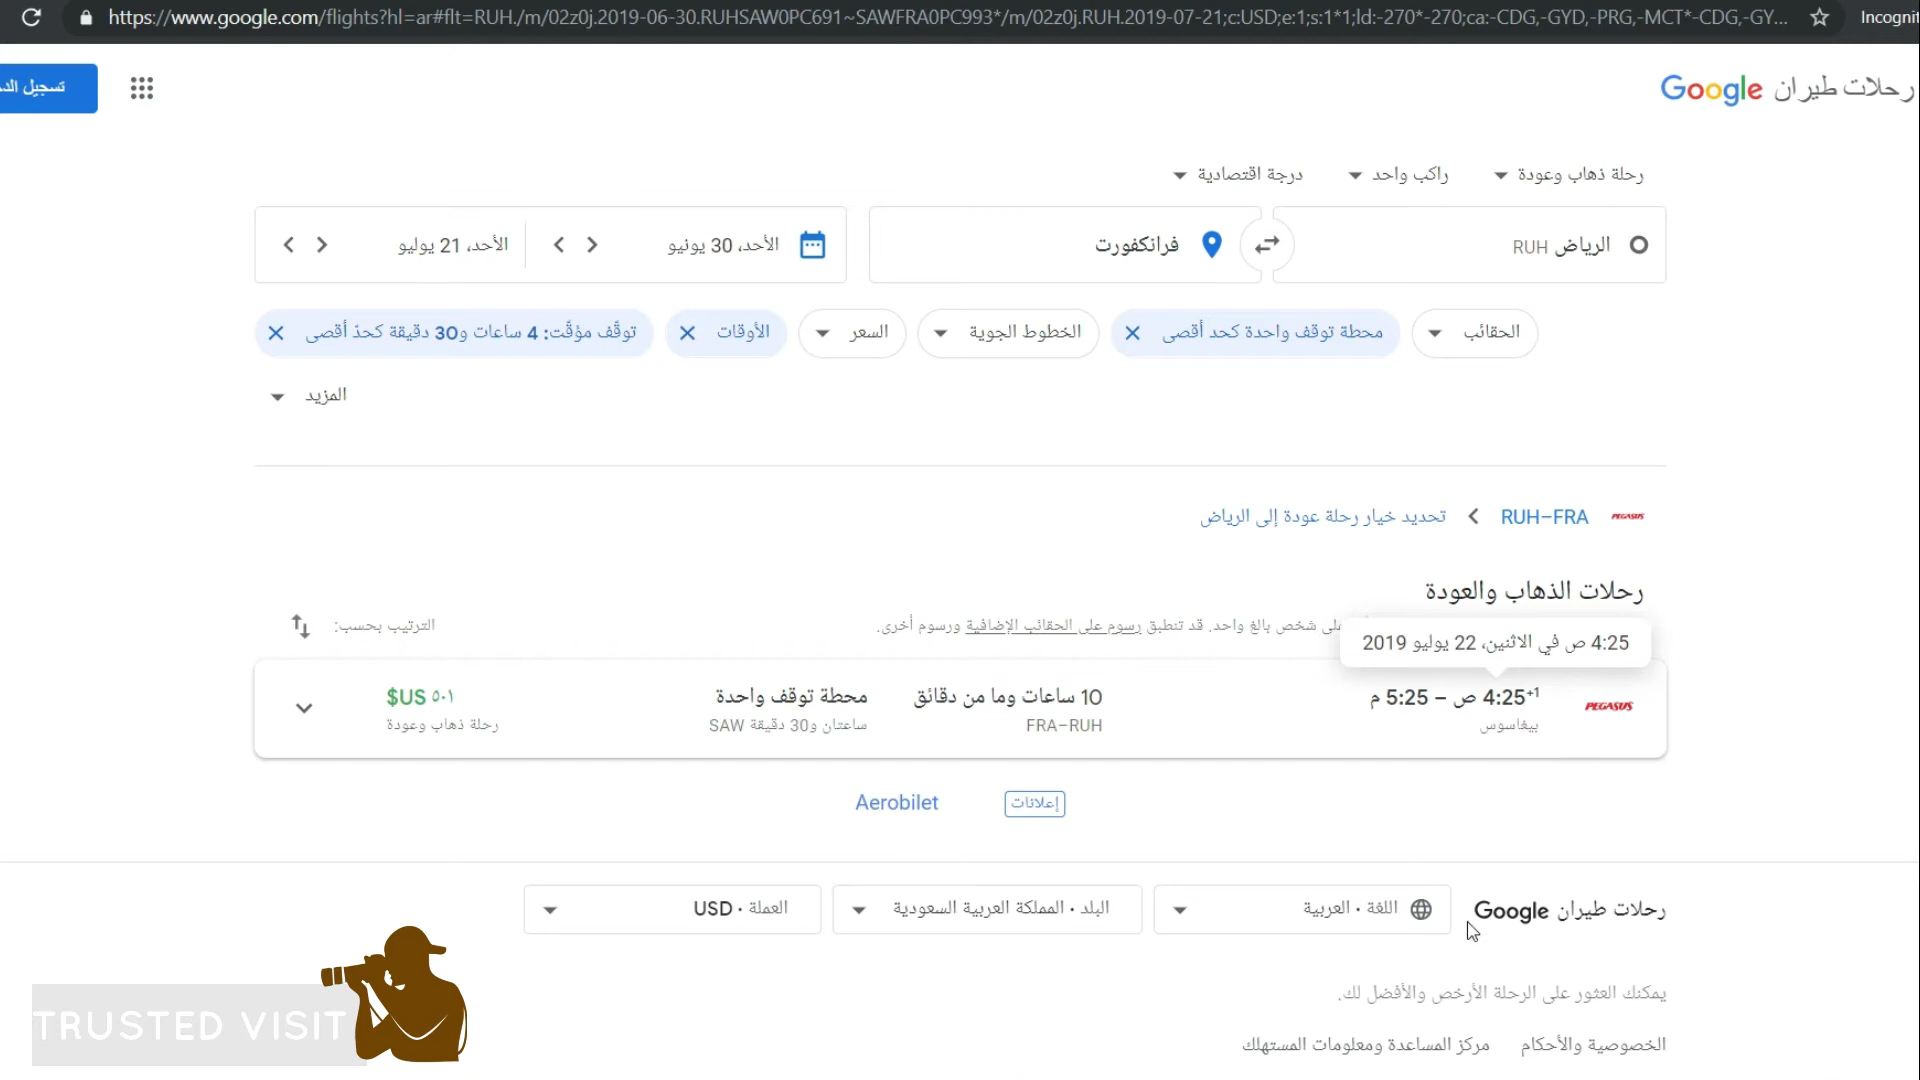 https://www.google.com/flights?hl=ar#flt=RUH./m/02z0j.2019-06-30.RUHSAW0PC691~SAWFRA0PC993*/m/02z0j.RUH.2019-07-21;c:USD;e:1;s:1*1;ld:-270*-270;ca:-CDG,-GYD,-PRG,-MCT*-CDG,-GY...
رحلات طيران Google
رحلة ذهاب وعودة راكب واحد درجة اقتصادية
الرياض RUH فرانكفورت الأحد، 30 يونيو الأحد، 21 يوليو
الحقائب محطة توقف واحدة كحد أقصى الخطوط الجوية السعر الأوقات توقّف مؤقّت: 4 ساعات و30 دقيقة كحدّ أقصى
المزيد
PEGASUS RUH–FRA تحديد خيار رحلة عودة إلى الرياض
رحلات الذهاب والعودة
على شخص بالغ واحد. قد تنطبق رسوم على الحقائب الإضافية ورسوم أخرى. الترتيب بحسب:
4:25 ص في الاثنين، 22 يوليو 2019
PEGASUS 5:25 م – 4:25 ص+1 10 ساعات وما من دقائق محطة توقف واحدة ٥٠١ US$
بيغاسوس FRA–RUH ساعتان و30 دقيقة SAW رحلة ذهاب وعودة
إعلانات Aerobilet
رحلات طيران Google اللغة • العربية البلد • المملكة العربية السعودية العملة • USD
يمكنك العثور على الرحلة الأرخص والأفضل لك.
الخصوصية والأحكام مركز المساعدة ومعلومات المستهلك
TRUSTED VISIT